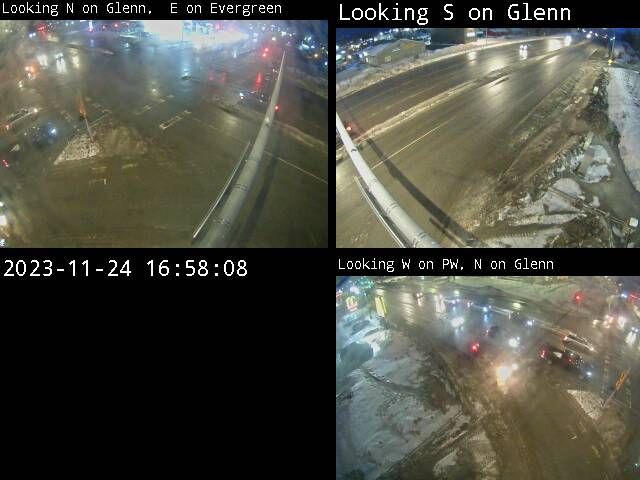 Looking N on Glenn, E on Evergreen
Looking S on Glenn
2023-11-24 16:58:08
Looking W on PW, N on Glenn